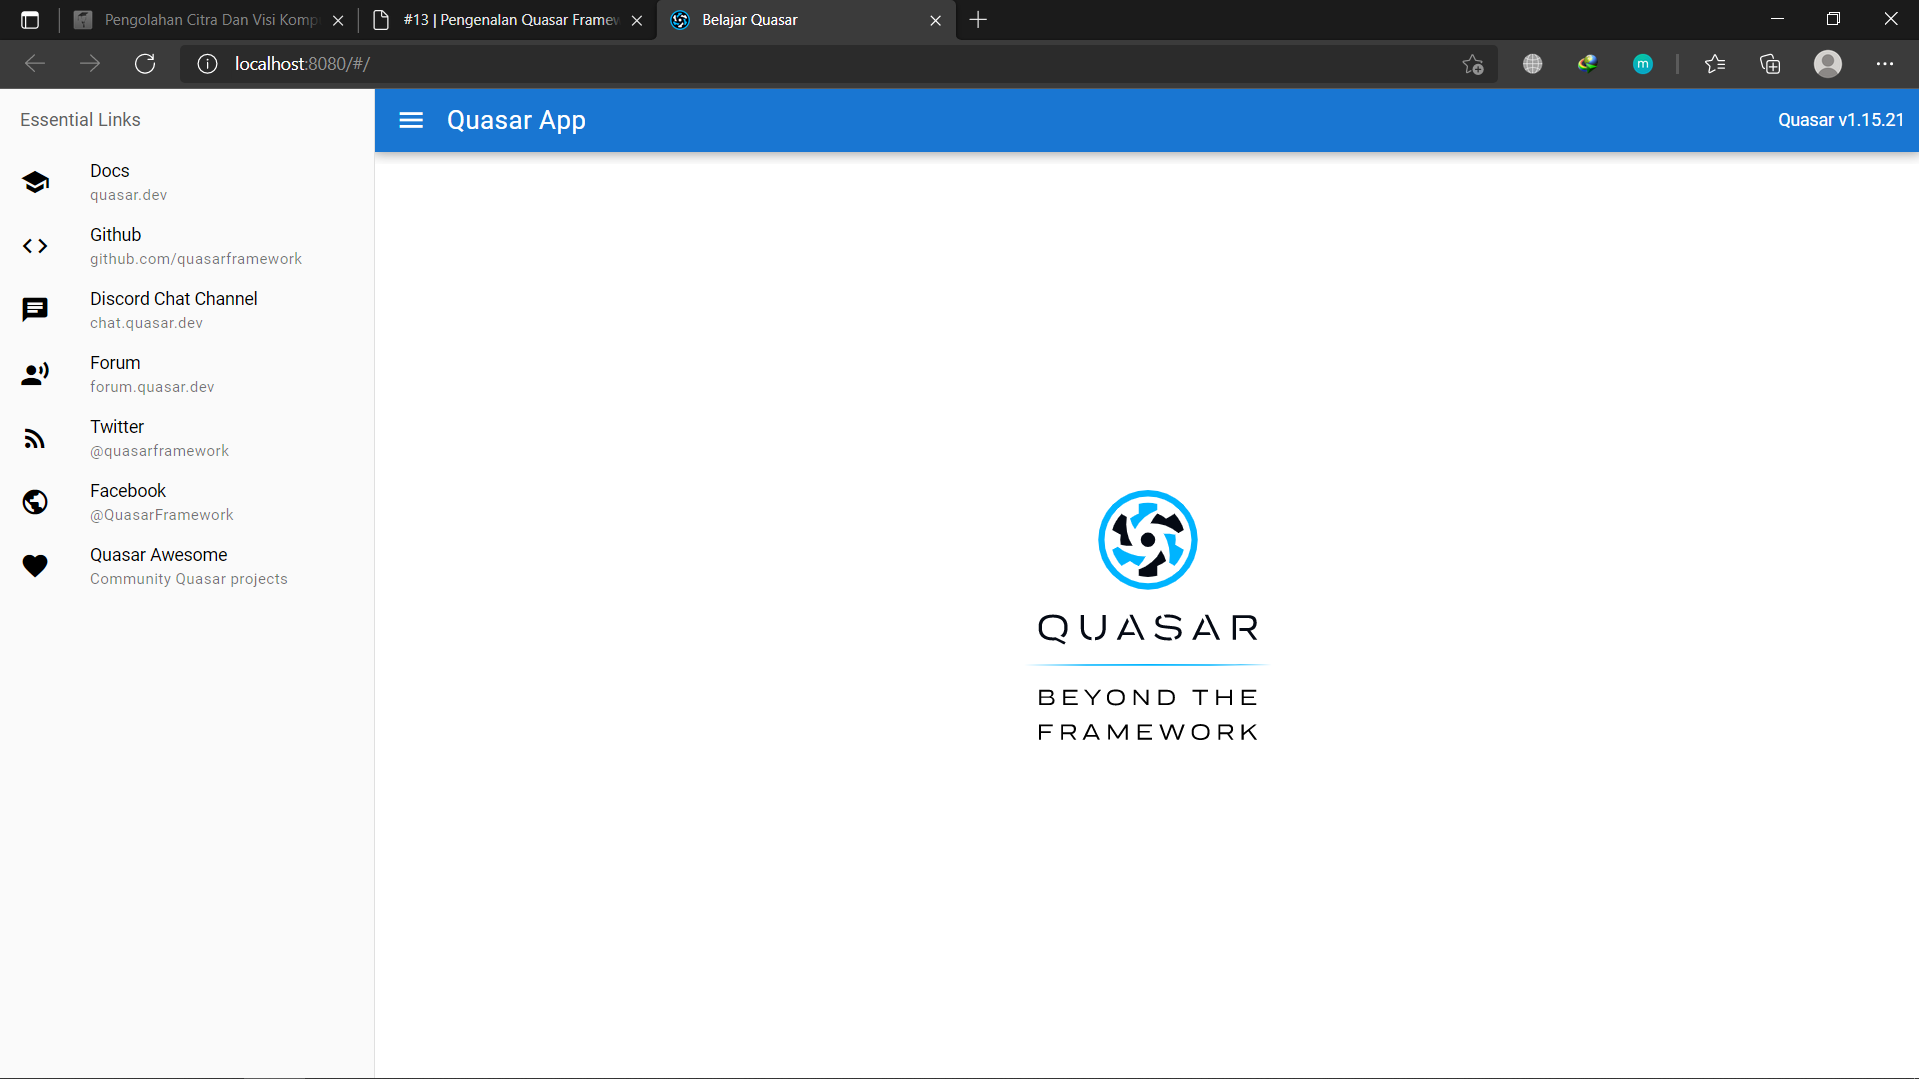 Pengolahan Citra Dan Visi Komp
#13 | Pengenalan Quasar Framew
Belajar Quasar
localhost:8080/#/
m
Essential Links
Quasar App
Quasar v1.15.21
Docs
quasar.dev
Github
github.com/quasarframework
Discord Chat Channel
chat.quasar.dev
Forum
forum.quasar.dev
Twitter
@quasarframework
Facebook
@QuasarFramework
Quasar Awesome
Community Quasar projects
QUASAR
BEYOND THE
FRAMEWORK